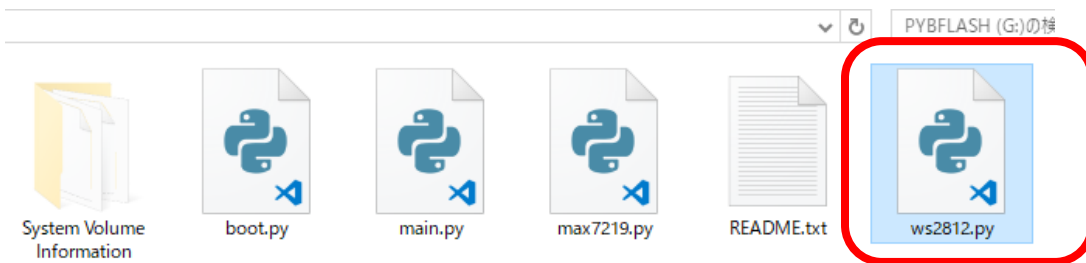 PYBFLASH (G:)の検
System Volume
Information
boot.py
main.py
max7219.py
README.txt
ws2812.py